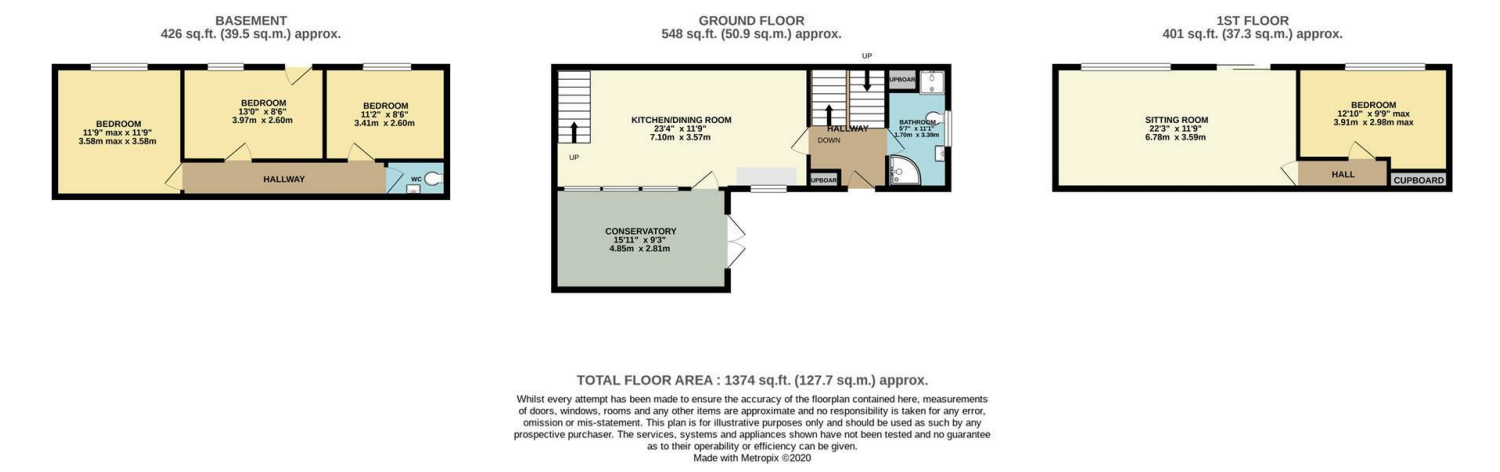 BASEMENT
426 sq.ft. (39.5 sq.m.) approx.
BEDROOM
11'9" max x 11'9"
3.58m max x 3.58m
BEDROOM
13'0" x 8'6"
3.97m x 2.60m
BEDROOM
11'2" x 8'6"
3.41m x 2.60m
HALLWAY
WC
GROUND FLOOR
548 sq.ft. (50.9 sq.m.) approx.
UP
KITCHEN/DINING ROOM
23'4" x 11'9"
7.10m x 3.57m
UP
UPBOAR
BATHROOM
5'7" x 11'1"
1.70m x 3.39m
HALLWAY
DOWN
UPBOAR
CONSERVATORY
15'11" x 9'3"
4.85m x 2.81m
1ST FLOOR
401 sq.ft. (37.3 sq.m.) approx.
SITTING ROOM
22'3" x 11'9"
6.78m x 3.59m
BEDROOM
12'10" x 9'9" max
3.91m x 2.98m max
HALL
CUPBOARD
TOTAL FLOOR AREA : 1374 sq.ft. (127.7 sq.m.) approx.
Whilst every attempt has been made to ensure the accuracy of the floorplan contained here, measurements
of doors, windows, rooms and any other items are approximate and no responsibility is taken for any error,
omission or mis-statement. This plan is for illustrative purposes only and should be used as such by any
prospective purchaser. The services, systems and appliances shown have not been tested and no guarantee
as to their operability or efficiency can be given.
Made with Metropix ©2020